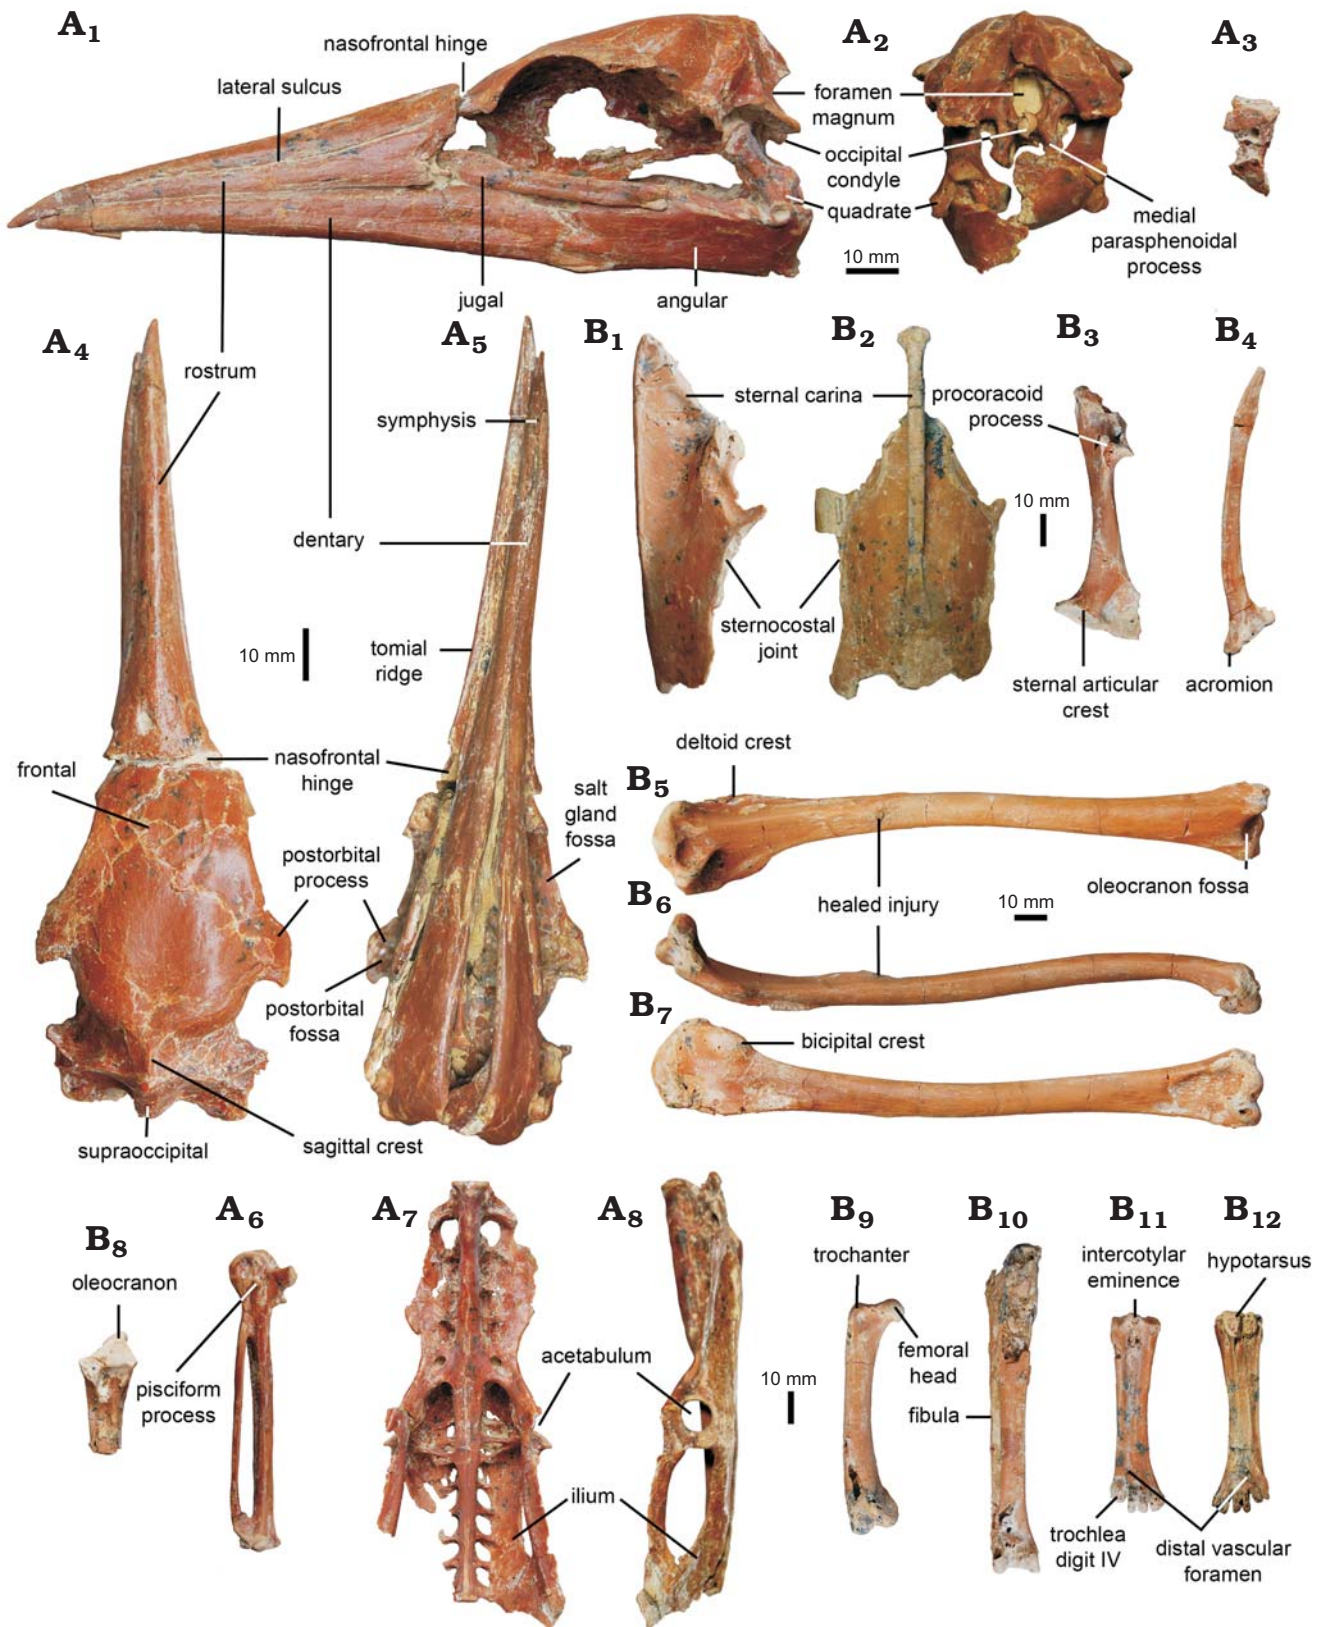 A1
nasofrontal hinge
lateral sulcus
A2
A3
foramen
magnum
occipital
condyle
quadrate
medial
parasphenoidal
process
10 mm
jugal
angular
A4
A5
B1
B2
B3
B4
rostrum
symphysis
sternal carina
procoracoid
process
10 mm
dentary
10 mm
tomial
ridge
sternocostal
joint
sternal articular
crest
acromion
frontal
nasofrontal
hinge
salt
gland
fossa
deltoid crest
B5
postorbital
process
healed injury
10 mm
oleocranon fossa
B6
postorbital
fossa
B7
bicipital crest
supraoccipital
sagittal crest
B8
A6
A7
A8
B9
B10
B11
B12
oleocranon
trochanter
intercotylar
eminence
hypotarsus
pisciform
process
acetabulum
10 mm
femoral
head
fibula
ilium
trochlea
digit IV
distal vascular
foramen